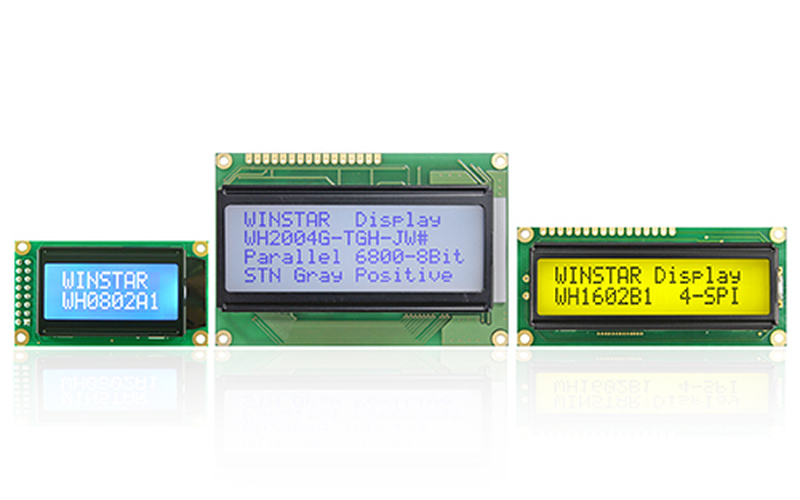 WINSTAR
WH0802A1
WINSTAR Display
WH2004G-TGH-JW#
Parallel 6800-8Bit
STN Gray Positive
WINSTAR Display
WH1602B1 4-SPI